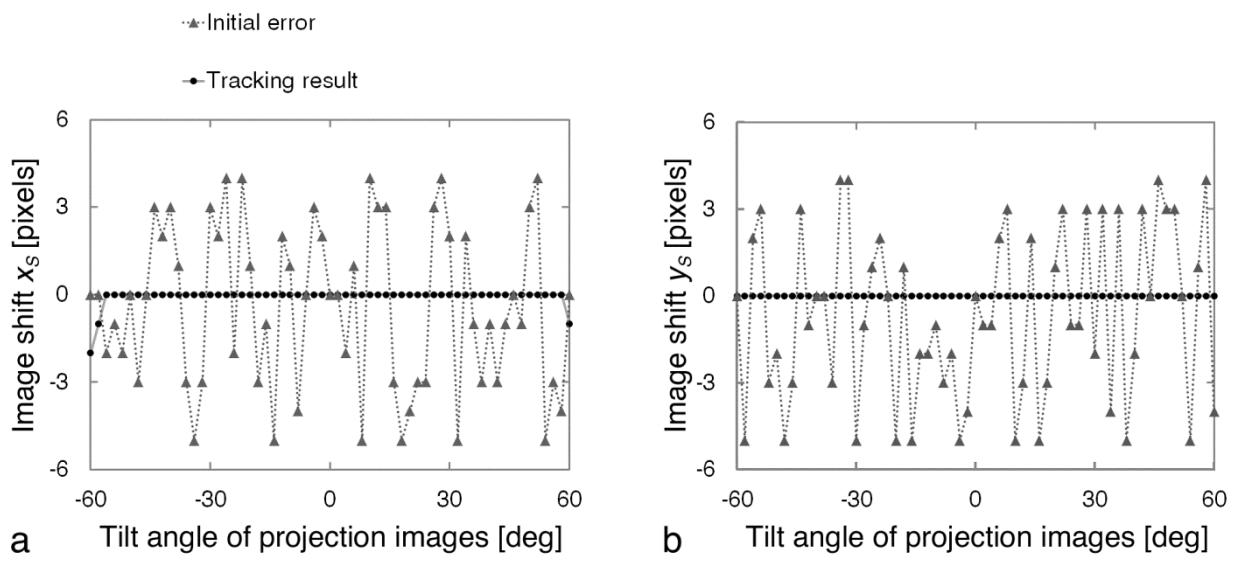 Initial error
Tracking result
6
3
0
-3
-6
-60
-30
0
30
60
Image shift xs [pixels]
Tilt angle of projection images [deg]
a
6
3
0
-3
-6
-60
-30
0
30
60
Image shift ys [pixels]
Tilt angle of projection images [deg]
b